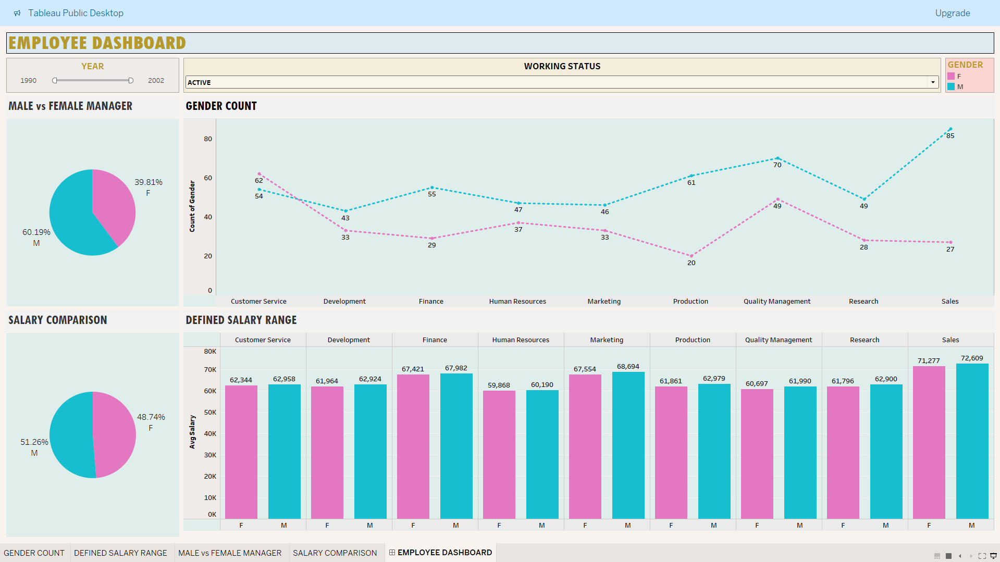 Tableau Public Desktop
Upgrade
EMPLOYEE DASHBOARD
YEAR
1990
2002
WORKING STATUS
ACTIVE
GENDER
F
M
MALE vs FEMALE MANAGER
39.81%
F
60.19%
M
GENDER COUNT
Count of Gender
80
60
40
20
0
62
54
43
33
55
29
47
37
46
33
61
20
70
49
49
28
85
27
Customer Service Development Finance Human Resources Marketing Production Quality Management Research Sales
SALARY COMPARISON
48.74%
F
51.26%
M
DEFINED SALARY RANGE
Customer Service Development Finance Human Resources Marketing Production Quality Management Research Sales
Avg Salary
80K
70K
60K
50K
40K
30K
20K
10K
0K
62,344 62,958 61,964 62,924 67,421 67,982 59,868 60,190 67,554 68,694 61,861 62,979 60,697 61,990 61,796 62,900 71,277 72,609
F M F M F M F M F M F M F M F M F M
GENDER COUNT DEFINED SALARY RANGE MALE vs FEMALE MANAGER SALARY COMPARISON EMPLOYEE DASHBOARD